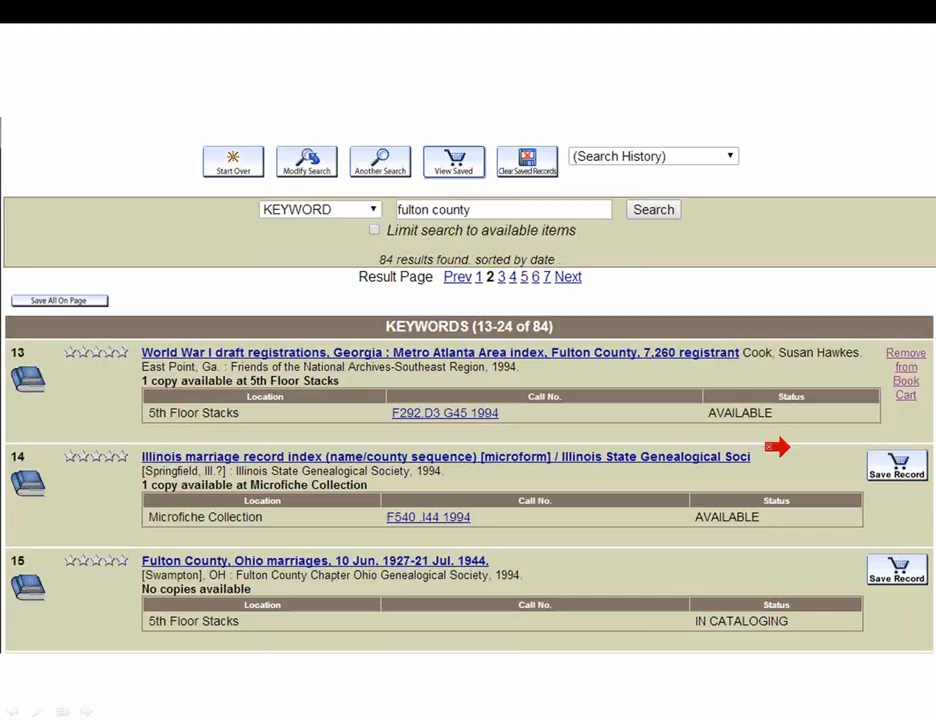 Start Over
Modify Search
Another Search
View Saved
Clear Saved Records
(Search History)
KEYWORD
fulton county
Search
Limit search to available items
84 results found. sorted by date .
Result Page Prev 1 2 3 4 5 6 7 Next
Save All On Page
KEYWORDS (13-24 of 84)
13
World War I draft registrations, Georgia : Metro Atlanta Area index, Fulton County, 7,260 registrant Cook, Susan Hawkes.
East Point, Ga. : Friends of the National Archives-Southeast Region, 1994.
1 copy available at 5th Floor Stacks
Location Call No. Status
5th Floor Stacks F292.D3 G45 1994 AVAILABLE
Remove
from
Book
Cart
14
Illinois marriage record index (name/county sequence) [microform] / Illinois State Genealogical Soci
[Springfield, Ill.?] : Illinois State Genealogical Society, 1994.
1 copy available at Microfiche Collection
Location Call No. Status
Microfiche Collection F540 .I44 1994 AVAILABLE
Save Record
15
Fulton County, Ohio marriages, 10 Jun. 1927-21 Jul. 1944.
[Swampton], OH : Fulton County Chapter Ohio Genealogical Society, 1994.
No copies available
Location Call No. Status
5th Floor Stacks IN CATALOGING
Save Record